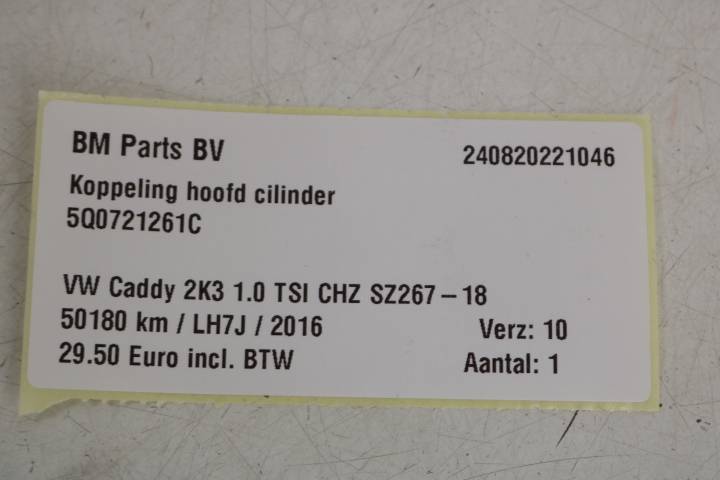 BM Parts BV 240820221046
Koppeling hoofd cilinder
5Q0721261C
VW Caddy 2K3 1.0 TSI CHZ SZ267-18
50180 km / LH7J / 2016 Verz: 10
29.50 Euro incl. BTW Aantal: 1